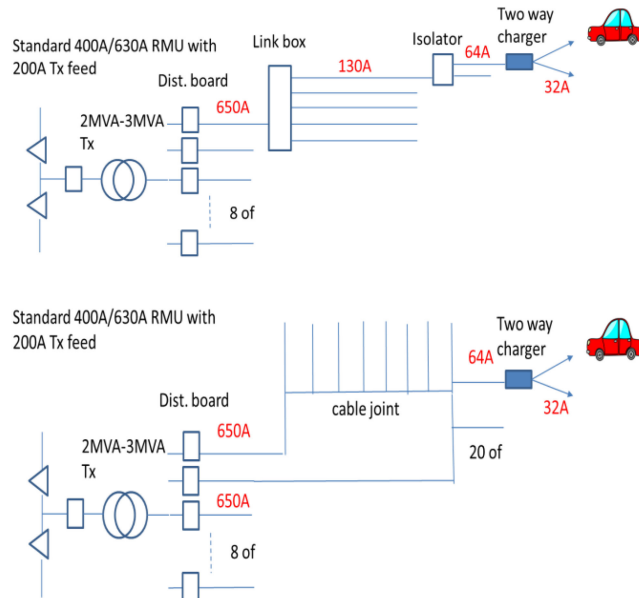 Standard 400A/630A RMU with
200A Tx feed
Dist. board
Link box
Isolator
Two way
charger
650A
130A
64A
32A
2MVA-3MVA
Tx
8 of
Standard 400A/630A RMU with
200A Tx feed
Dist. board
Two way
charger
650A
cable joint
64A
32A
20 of
2MVA-3MVA
Tx
650A
8 of